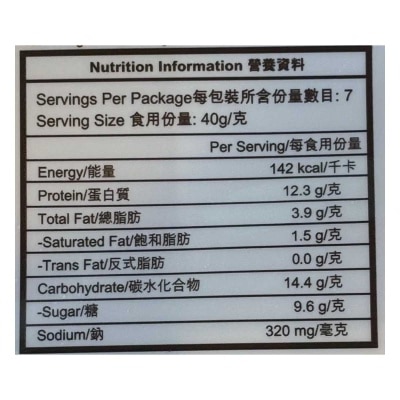 Nutrition Information 營養資料
Servings Per Package每包裝所含份量數目: 7
Serving Size 食用份量: 40g/克
Per Serving/每食用份量
Energy/能量 142 kcal/千卡
Protein/蛋白質 12.3 g/克
Total Fat/總脂肪 3.9 g/克
-Saturated Fat/飽和脂肪 1.5 g/克
-Trans Fat/反式脂肪 0.0 g/克
Carbohydrate/碳水化合物 14.4 g/克
-Sugar/糖 9.6 g/克
Sodium/鈉 320 mg/毫克